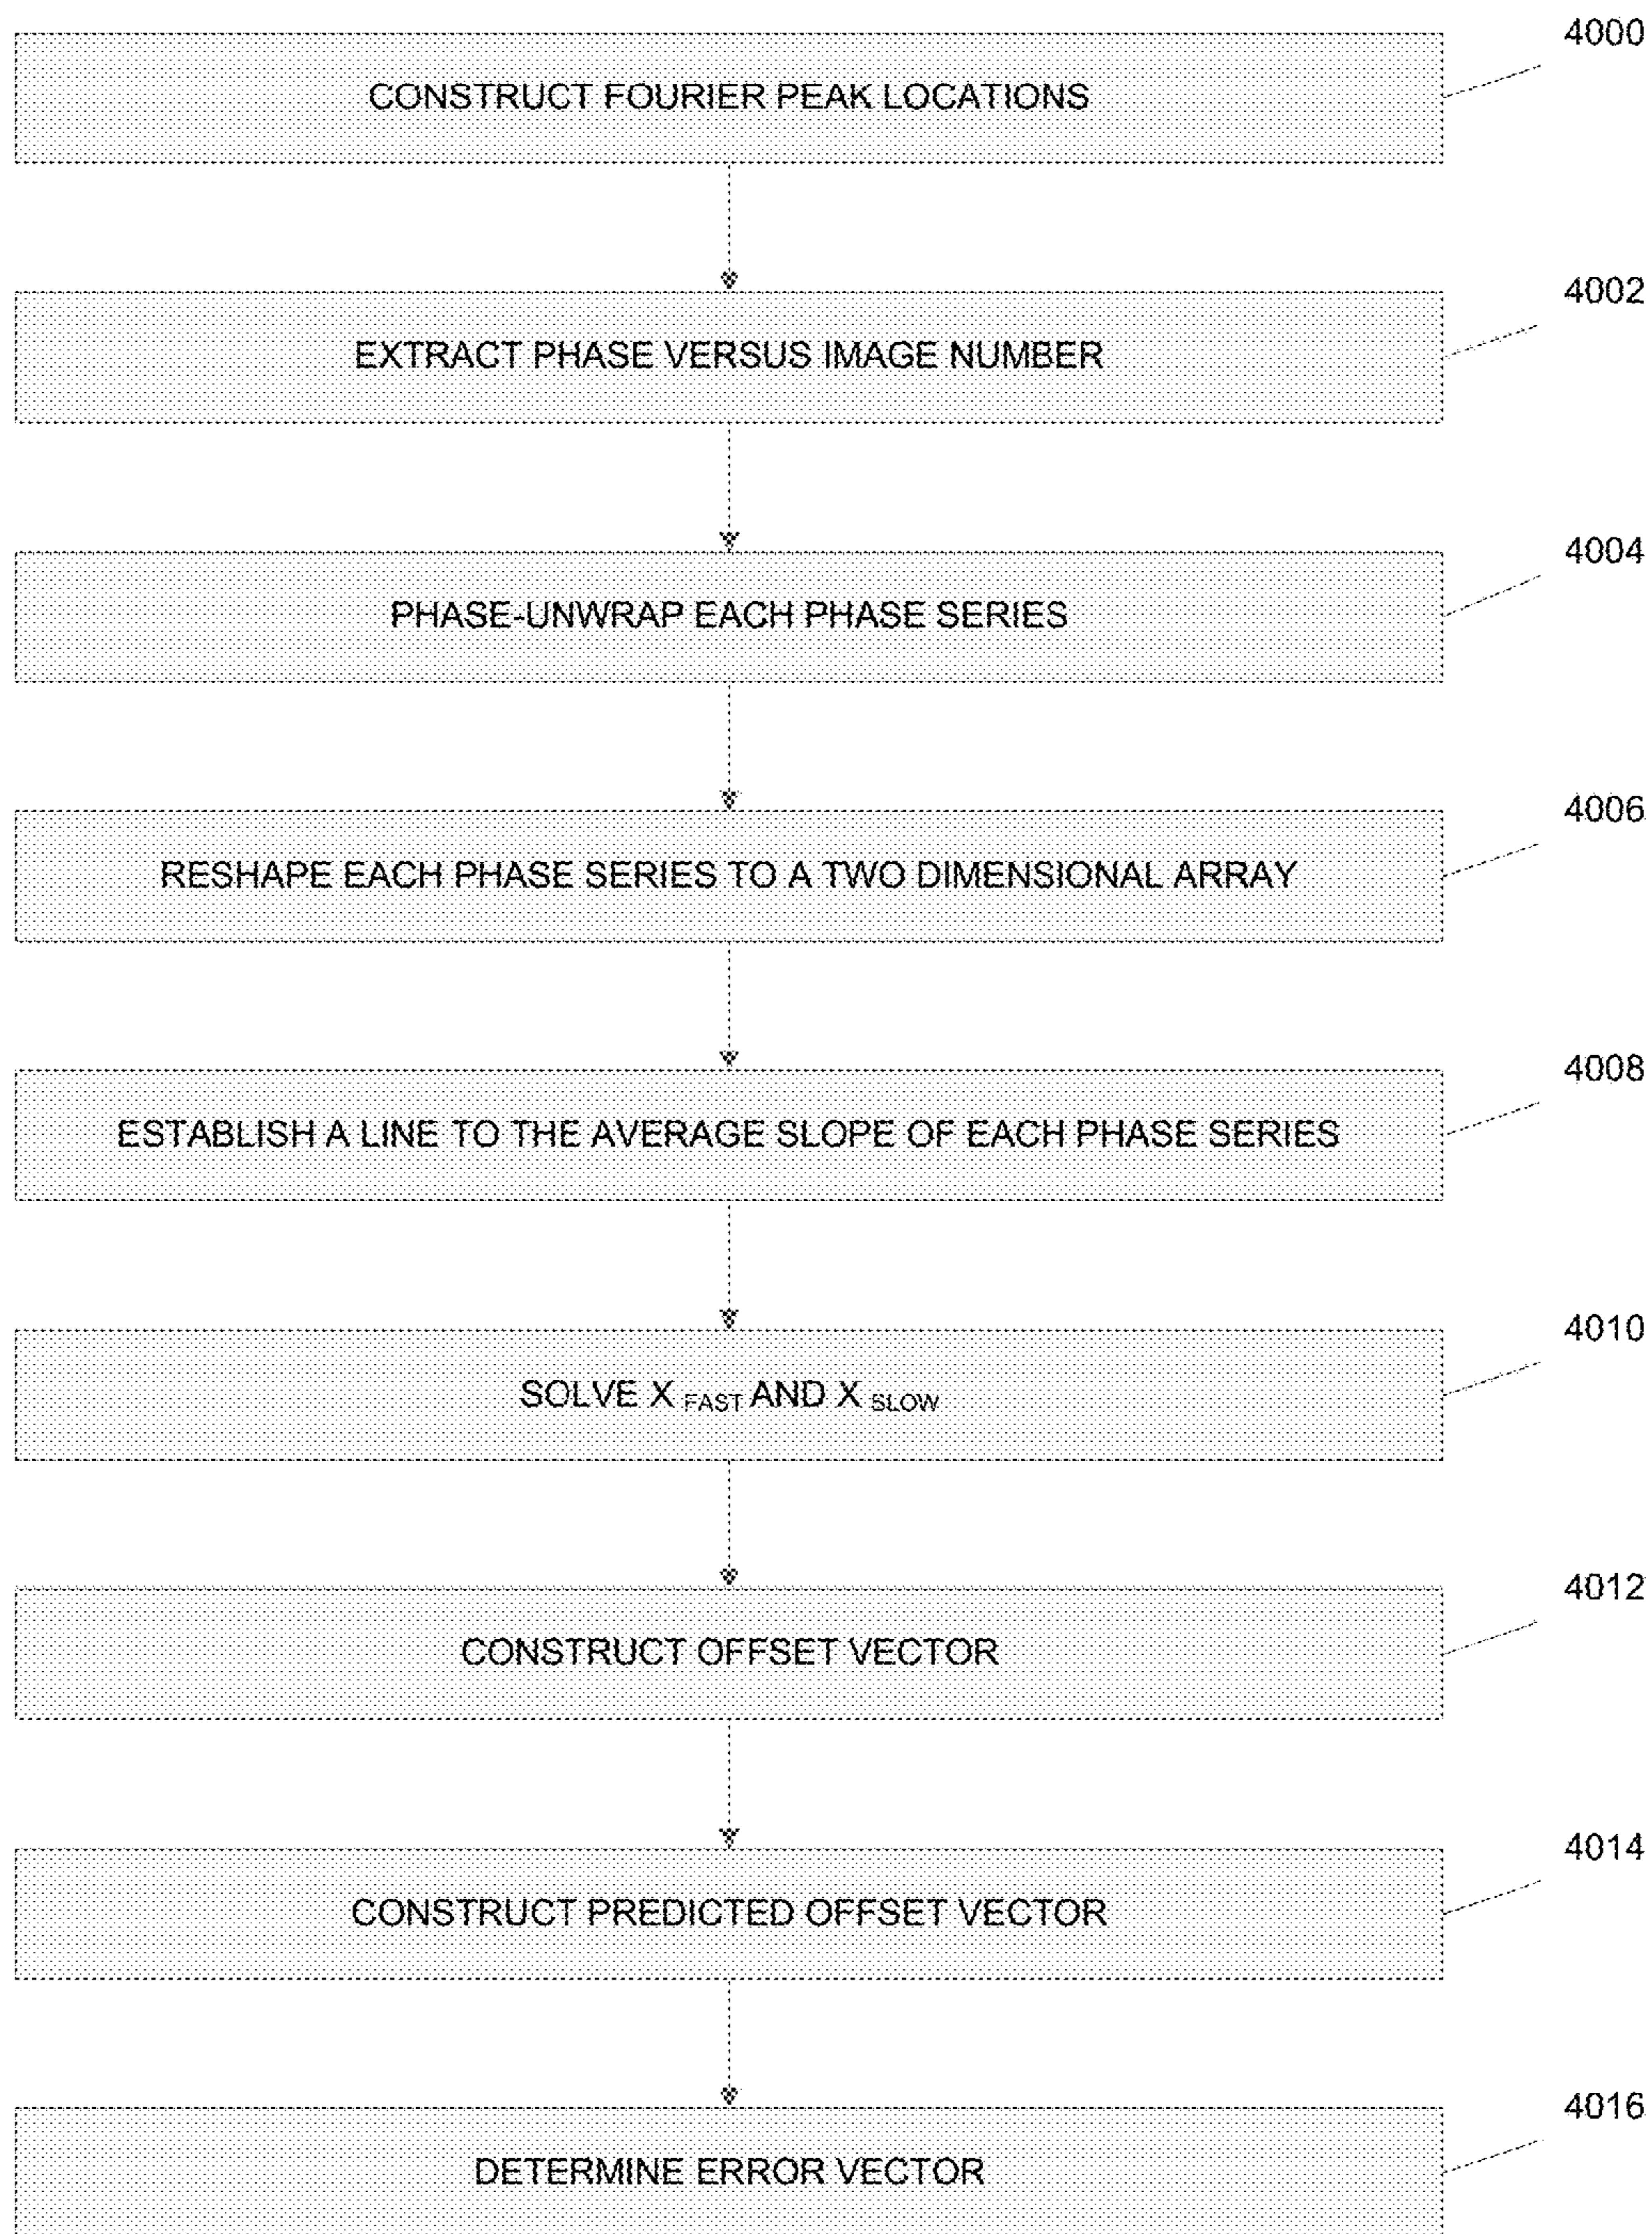 4000
CONSTRUCT FOURIER PEAK LOCATIONS
4002
EXTRACT PHASE VERSUS IMAGE NUMBER
4004
PHASE-UNWRAP EACH PHASE SERIES
4006
RESHAPE EACH PHASE SERIES TO A TWO DIMENSIONAL ARRAY
4008
ESTABLISH A LINE TO THE AVERAGE SLOPE OF EACH PHASE SERIES
4010
SOLVE X FAST AND X SLOW
4012
CONSTRUCT OFFSET VECTOR
4014
CONSTRUCT PREDICTED OFFSET VECTOR
4016
DETERMINE ERROR VECTOR